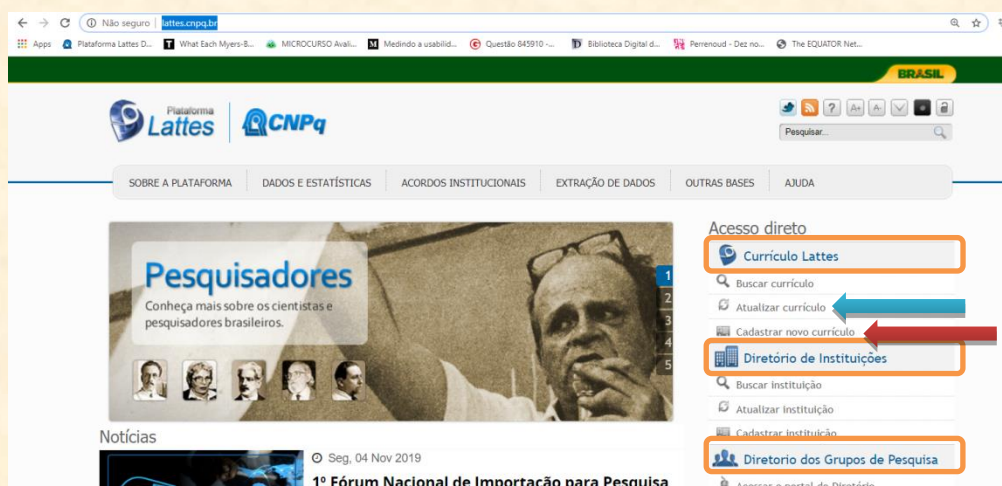 Não seguro | lattes.cnpq.br
Apps Plataforma Lattes D... What Each Myers-B... MICROCURSO Avali... Medindo a usabilid... Questão 845910 -... Biblioteca Digital d... Perrenoud - Dez no... The EQUATOR Net...
BRASIL
Plataforma
Lattes CNPq
? A+ A-
Pesquisar...
SOBRE A PLATAFORMA DADOS E ESTATÍSTICAS ACORDOS INSTITUCIONAIS EXTRAÇÃO DE DADOS OUTRAS BASES AJUDA
Pesquisadores
Conheça mais sobre os cientistas e
pesquisadores brasileiros.
1
2
3
4
5
Acesso direto
Currículo Lattes
Buscar currículo
Atualizar currículo
Cadastrar novo currículo
Diretório de Instituições
Buscar instituição
Atualizar instituição
Cadastrar instituição
Diretorio dos Grupos de Pesquisa
Acessar o portal do Diretório
Notícias
Seg, 04 Nov 2019
1º Fórum Nacional de Importação para Pesquisa